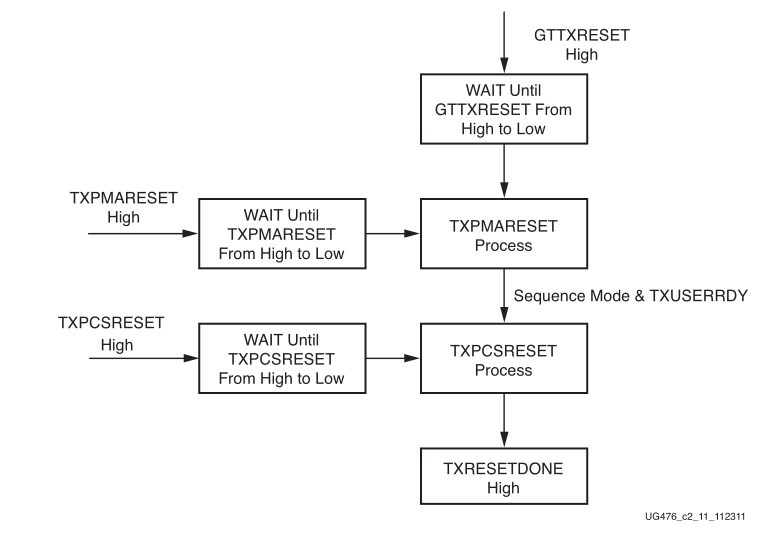 GTTXRESET
High
WAIT Until
GTTXRESET From
High to Low
TXPMARESET
High
WAIT Until
TXPMARESET
From High to Low
TXPMARESET
Process
Sequence Mode & TXUSERRDY
TXPCSRESET
High
WAIT Until
TXPCSRESET
From High to Low
TXPCSRESET
Process
TXRESETDONE
High
UG476_c2_11_112311